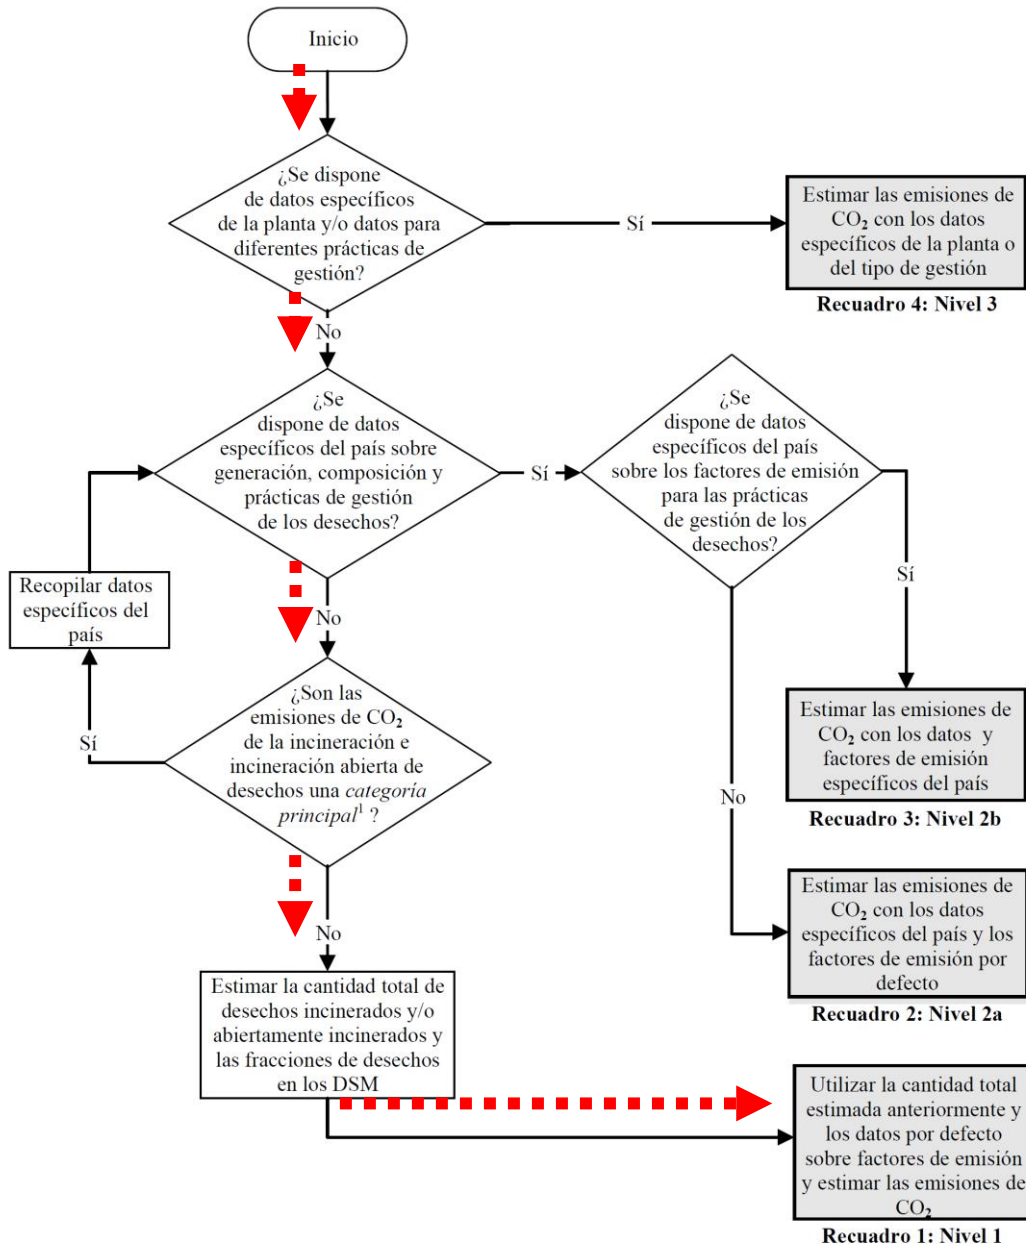 Inicio
¿Se dispone
de datos específicos
de la planta y/o datos para
diferentes prácticas de
gestión?
Sí
Estimar las emisiones de
CO₂ con los datos
específicos de la planta o
del tipo de gestión
Recuadro 4: Nivel 3
No
¿Se
dispone de datos
específicos del país sobre
generación, composición y
prácticas de gestión
de los desechos?
Sí
¿Se
dispone de datos
específicos del país
sobre los factores de emisión
para las prácticas
de gestión de los
desechos?
Sí
Recopilar datos
específicos del
país
No
¿Son las
emisiones de CO₂
de la incineración e
incineración abierta de
desechos una categoría
principal¹ ?
Sí
Estimar las emisiones de
CO₂ con los datos y
factores de emisión
específicos del país
Recuadro 3: Nivel 2b
No
Estimar las emisiones de
CO₂ con los datos
específicos del país y los
factores de emisión por
defecto
Recuadro 2: Nivel 2a
No
Estimar la cantidad total de
desechos incinerados y/o
abiertamente incinerados y
las fracciones de desechos
en los DSM
Utilizar la cantidad total
estimada anteriormente y
los datos por defecto
sobre factores de emisión
y estimar las emisiones de
CO₂
Recuadro 1: Nivel 1